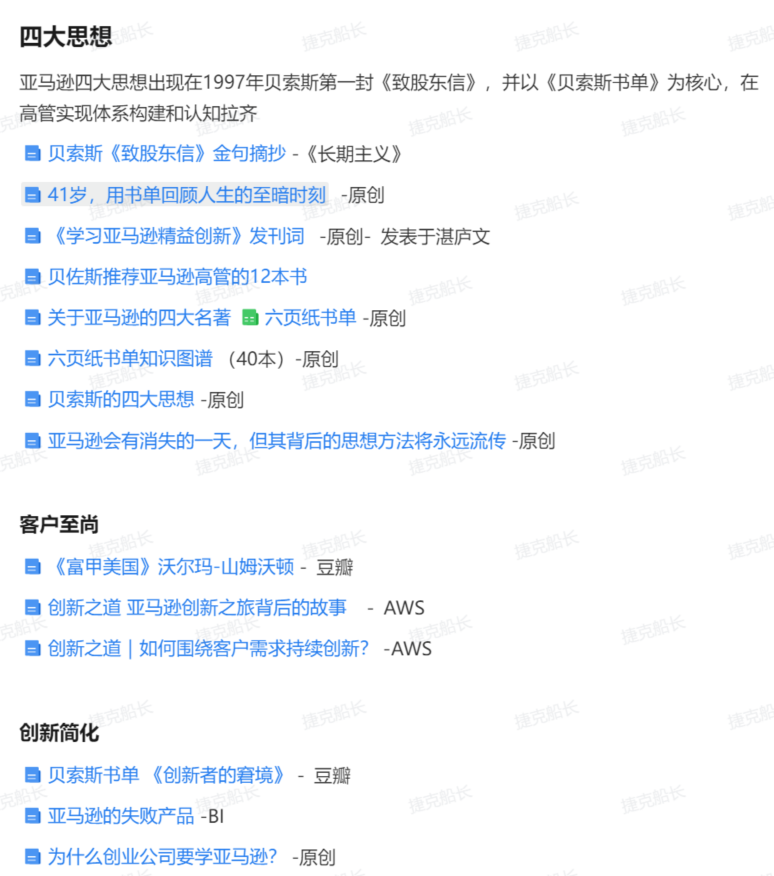 四大思想
亚马逊四大思想出现在1997年贝索斯第一封《致股东信》，并以《贝索斯书单》为核心，在
高管实现体系构建和认知拉齐
贝索斯《致股东信》金句摘抄 -《长期主义》
41岁，用书单回顾人生的至暗时刻 -原创
《学习亚马逊精益创新》发刊词 -原创- 发表于湛庐文
贝佐斯推荐亚马逊高管的12本书
关于亚马逊的四大名著 六页纸书单 -原创
六页纸书单知识图谱 （40本）-原创
贝索斯的四大思想 -原创
亚马逊会有消失的一天，但其背后的思想方法将永远流传 -原创
客户至尚
《富甲美国》沃尔玛-山姆沃顿 - 豆瓣
创新之道 亚马逊创新之旅背后的故事 - AWS
创新之道 | 如何围绕客户需求持续创新？ -AWS
创新简化
贝索斯书单 《创新者的窘境》 - 豆瓣
亚马逊的失败产品 -BI
为什么创业公司要学亚马逊？ -原创
捷克船长